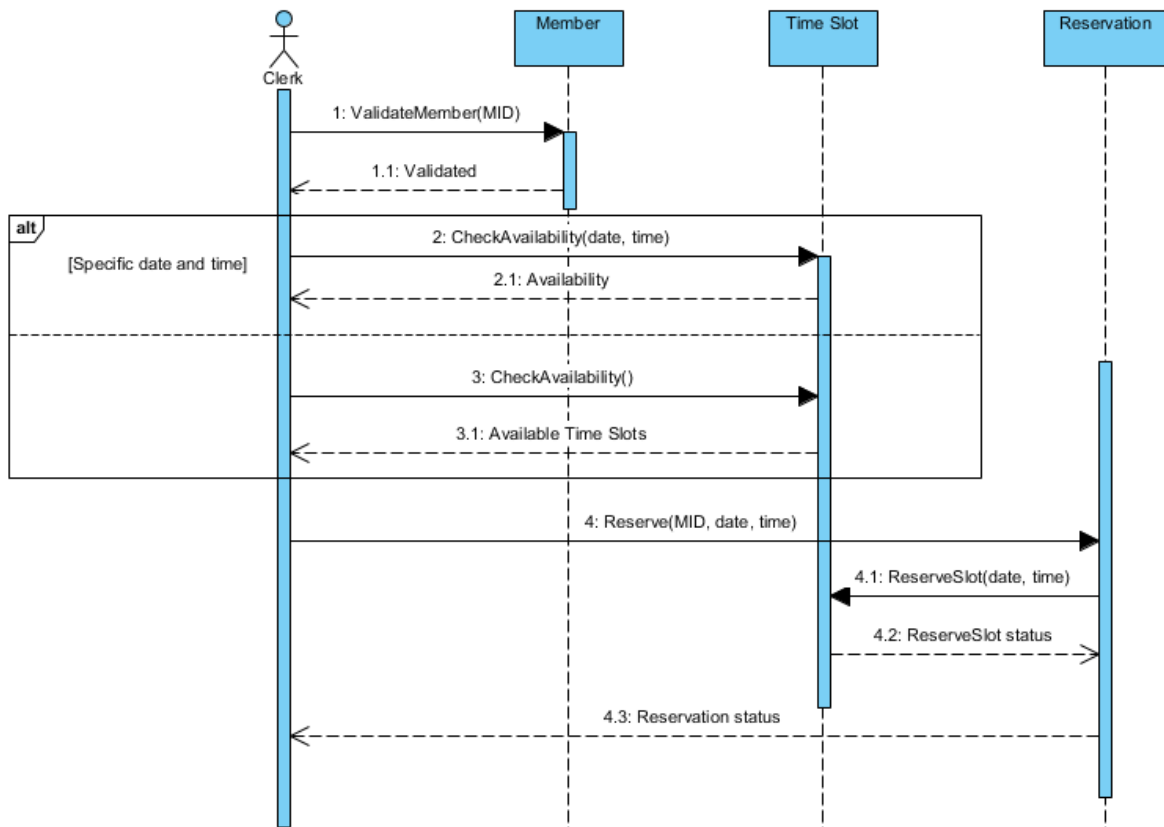 Member
Time Slot
Reservation
Clerk
1: ValidateMember(MID)
1.1: Validated
alt
2: CheckAvailability(date, time)
[Specific date and time]
2.1: Availability
3: CheckAvailability()
3.1: Available Time Slots
4: Reserve(MID, date, time)
4.1: ReserveSlot(date, time)
4.2: ReserveSlot status
4.3: Reservation status